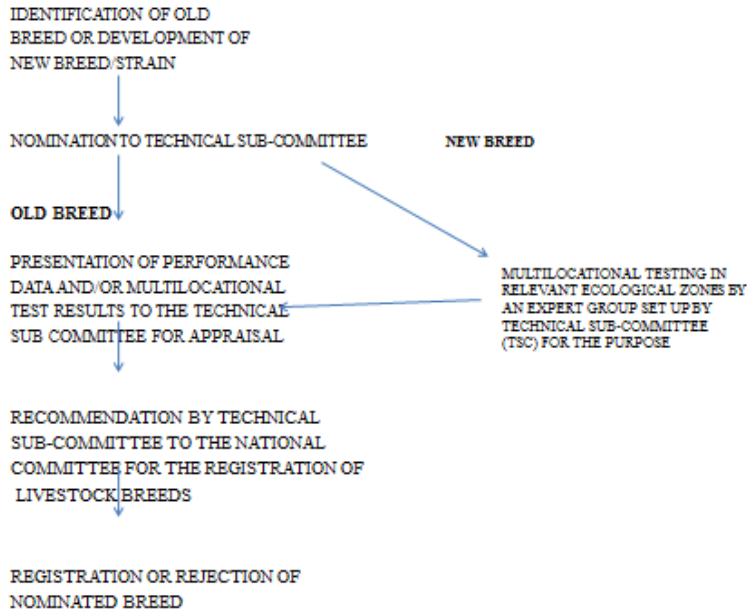 IDENTIFICATION OF OLD
BREED OR DEVELOPMENT OF
NEW BREED/STRAIN
NOMINATION TO TECHNICAL SUB-COMMITTEE
NEW BREED
OLD BREED
PRESENTATION OF PERFORMANCE
DATA AND/OR MULTILOCATIONAL
TEST RESULTS TO THE TECHNICAL
SUB COMMITTEE FOR APPRAISAL
MULTILOCATIONAL TESTING IN
RELEVANT ECOLOGICAL ZONES BY
AN EXPERT GROUP SET UP BY
TECHNICAL SUB-COMMITTEE
(TSC) FOR THE PURPOSE
RECOMMENDATION BY TECHNICAL
SUB-COMMITTEE TO THE NATIONAL
COMMITTEE FOR THE REGISTRATION OF
LIVESTOCK BREEDS
REGISTRATION OR REJECTION OF
NOMINATED BREED